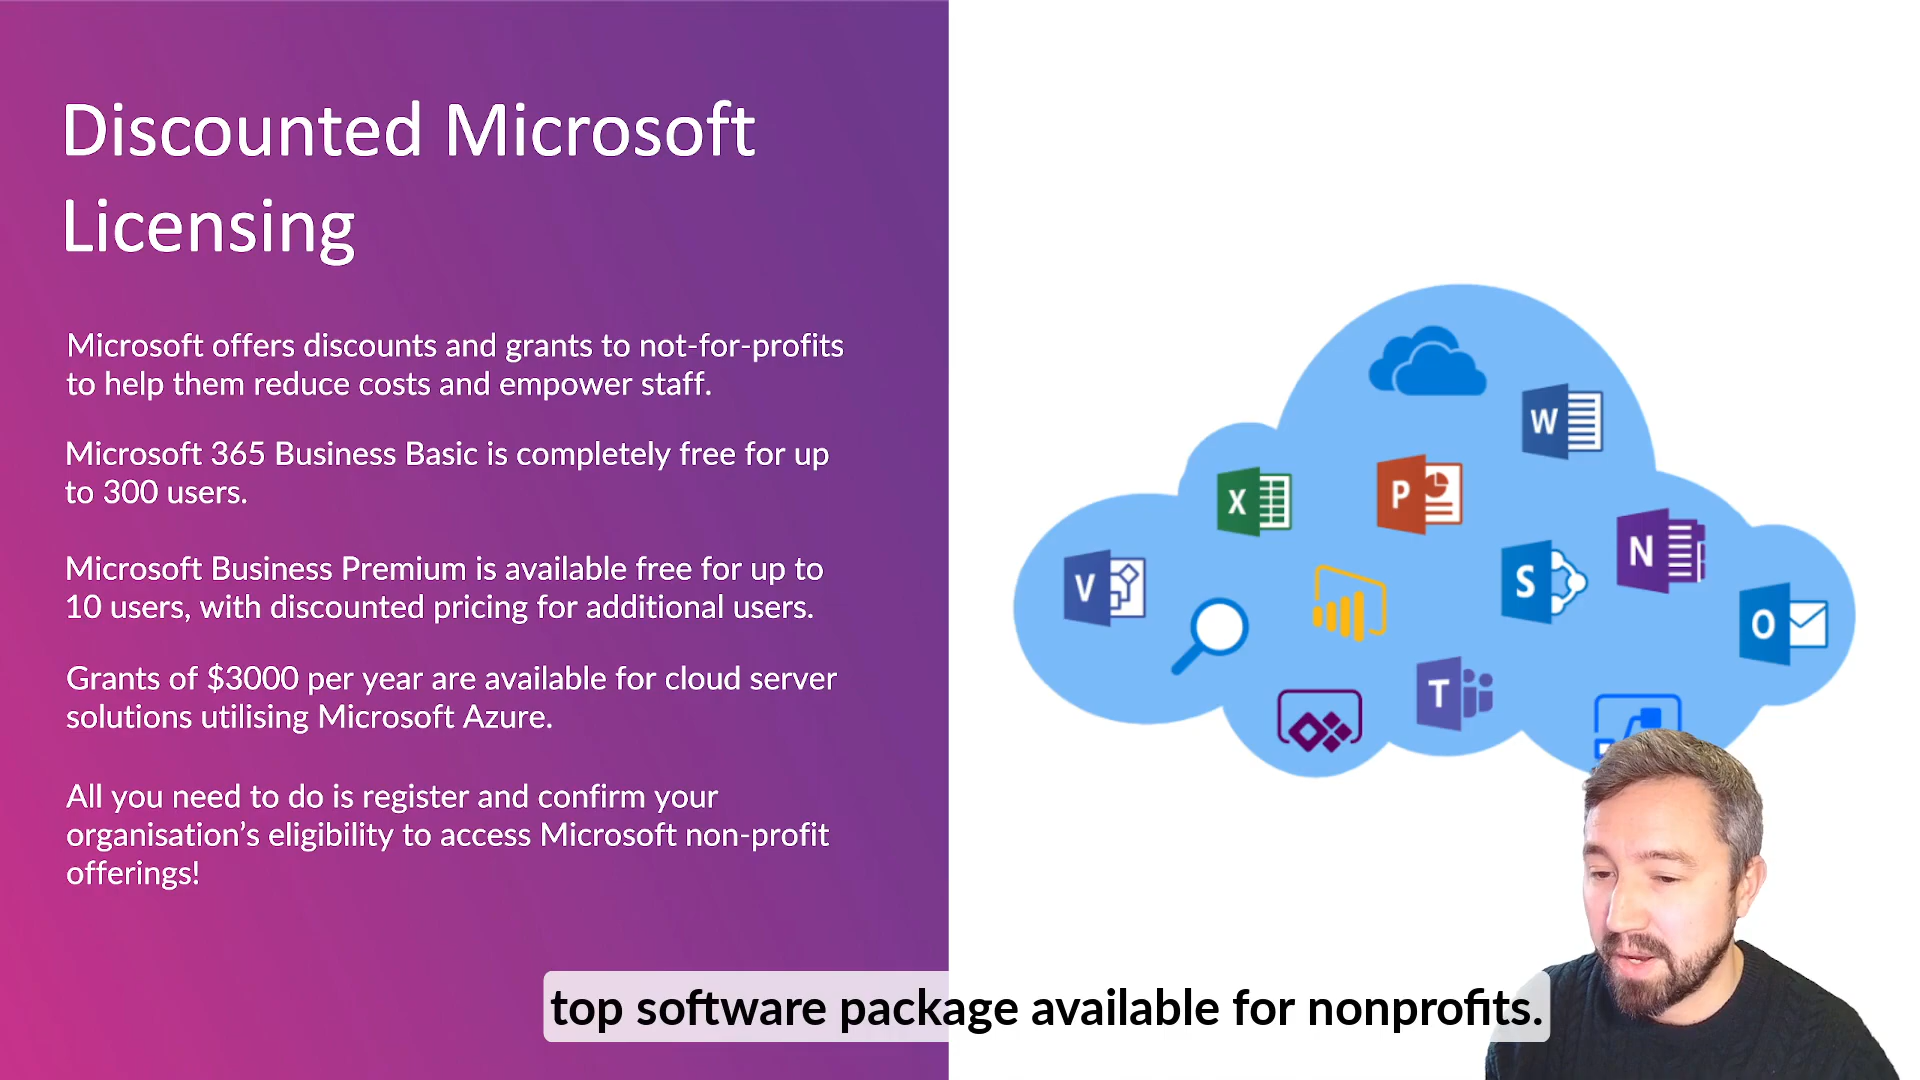 Discounted Microsoft
Licensing
Microsoft offers discounts and grants to not-for-profits
to help them reduce costs and empower staff.
Microsoft 365 Business Basic is completely free for up
to 300 users.
Microsoft Business Premium is available free for up to
10 users, with discounted pricing for additional users.
Grants of $3000 per year are available for cloud server
solutions utilising Microsoft Azure.
All you need to do is register and confirm your
organisation’s eligibility to access Microsoft non-profit
offerings!
W
X
P
N
V
S
O
T
top software package available for nonprofits.